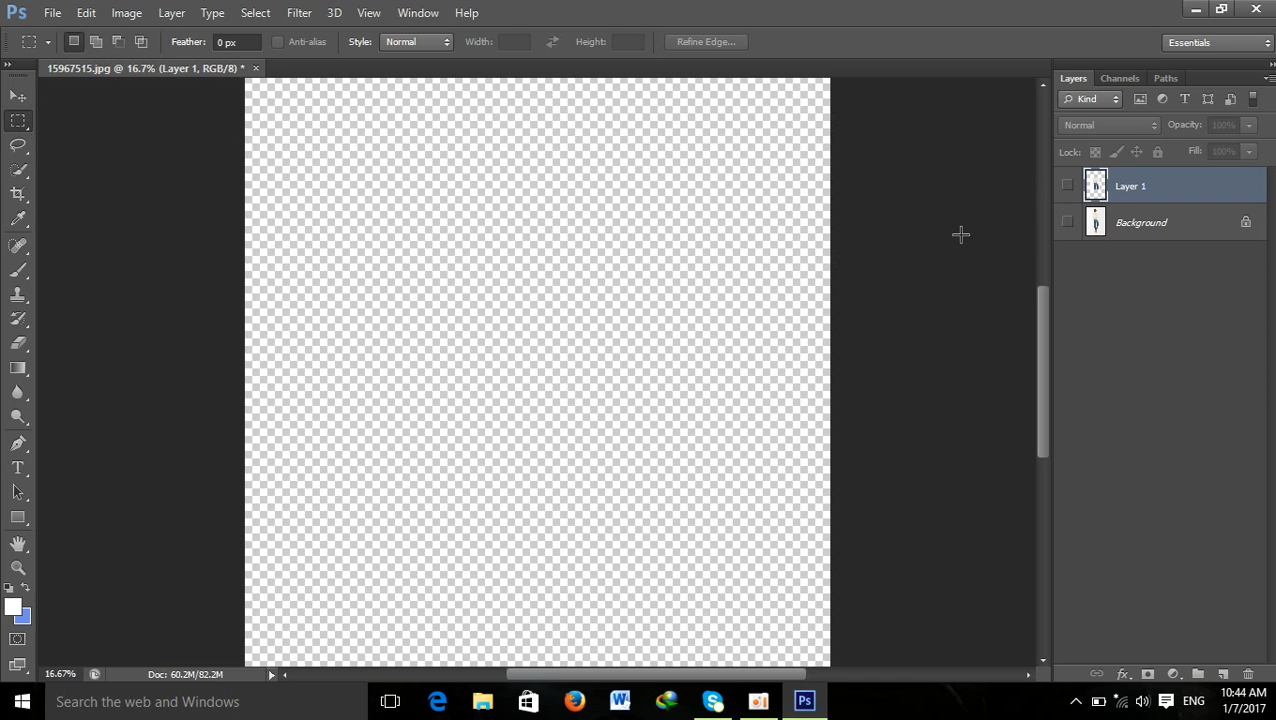 Ps File Edit Image Layer Type Select Filter 3D View Window Help
Feather: 0 px Anti-alias Style: Normal Width: Height: Refine Edge... Essentials
15967515.jpg @ 16.7% (Layer 1, RGB/8) * ×
Layers Channels Paths
Kind
Normal Opacity: 100%
Lock: Fill: 100%
Layer 1
Background
16.67% Doc: 60.2M/82.2M
Search the web and Windows
ENG
10:44 AM
1/7/2017